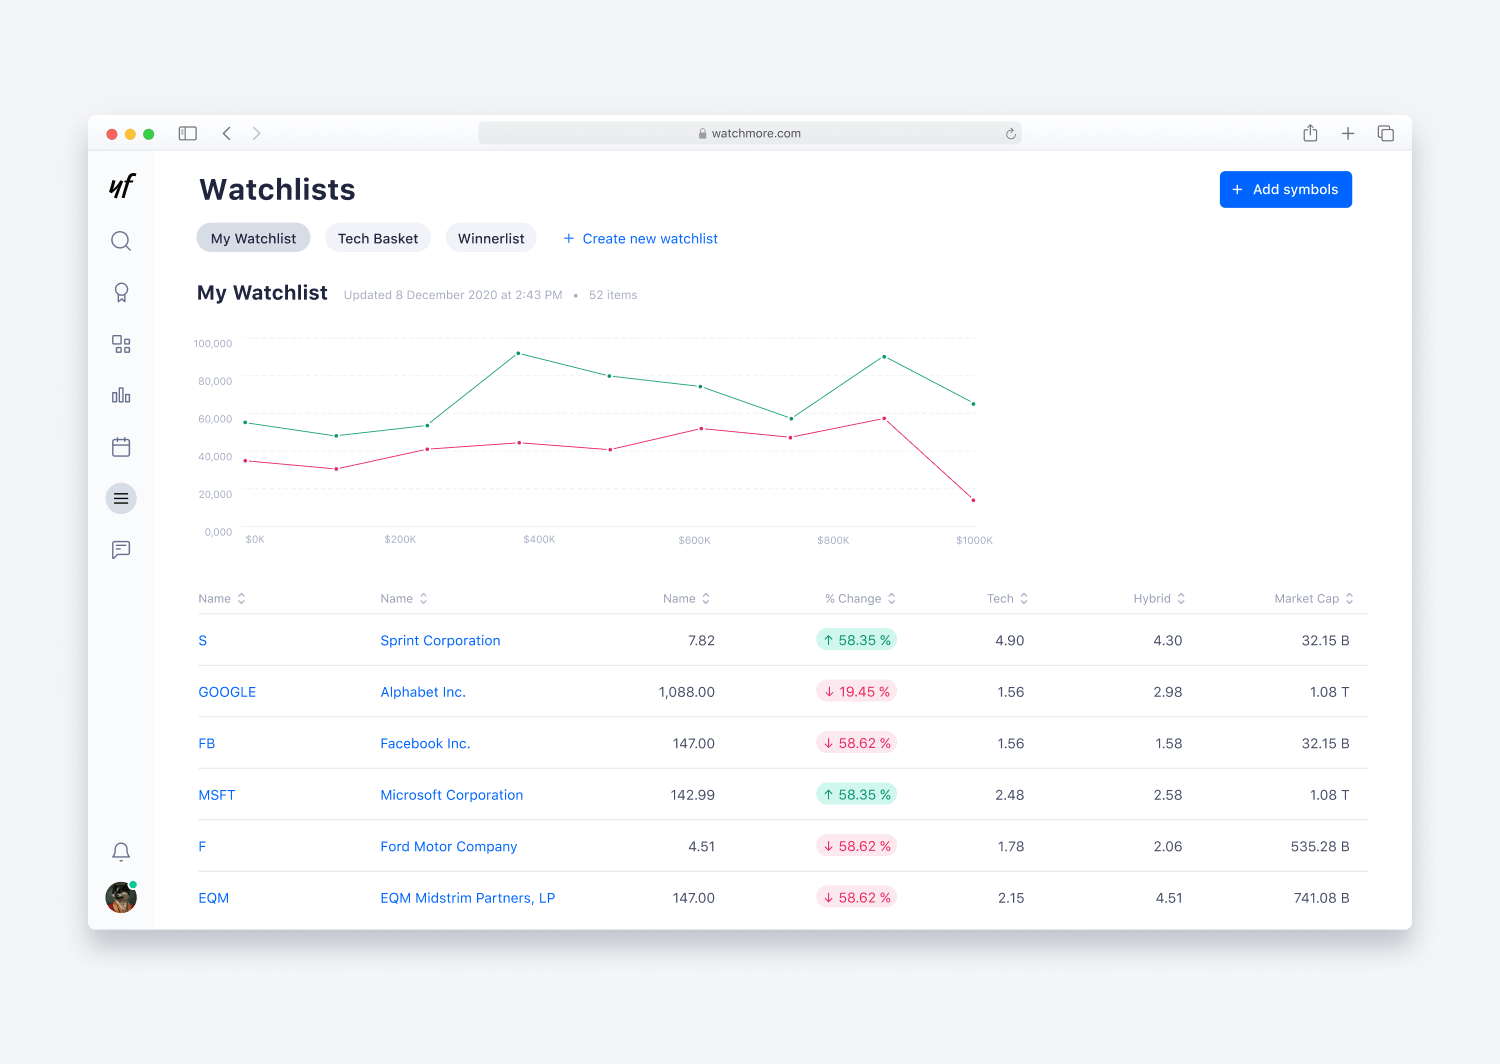 watchmore.com
yf
Watchlists
+ Add symbols
My Watchlist Tech Basket Winnerlist + Create new watchlist
My Watchlist Updated 8 December 2020 at 2:43 PM • 52 items
100,000
80,000
60,000
40,000
20,000
0,000
$0K $200K $400K $600K $800K $1000K
Name Name Name % Change Tech Hybrid Market Cap
S Sprint Corporation 7.82 ↑ 58.35 % 4.90 4.30 32.15 B
GOOGLE Alphabet Inc. 1,088.00 ↓ 19.45 % 1.56 2.98 1.08 T
FB Facebook Inc. 147.00 ↓ 58.62 % 1.56 1.58 32.15 B
MSFT Microsoft Corporation 142.99 ↑ 58.35 % 2.48 2.58 1.08 T
F Ford Motor Company 4.51 ↓ 58.62 % 1.78 2.06 535.28 B
EQM EQM Midstrim Partners, LP 147.00 ↓ 58.62 % 2.15 4.51 741.08 B